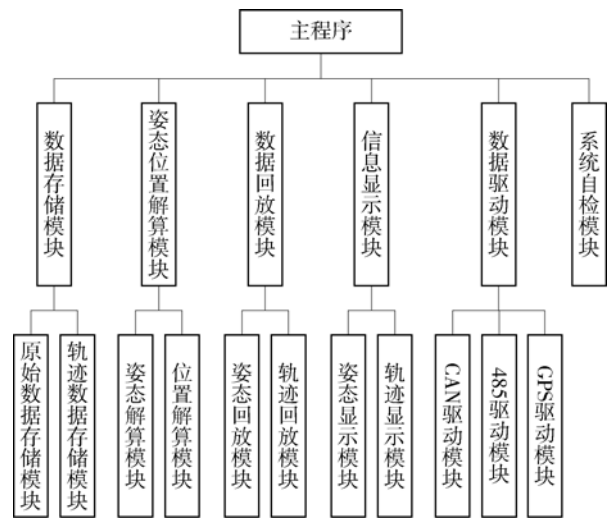 主程序
数据存储模块
姿态位置解算模块
数据回放模块
信息显示模块
数据驱动模块
系统自检模块
原始数据存储模块
轨迹数据存储模块
姿态解算模块
位置解算模块
姿态回放模块
轨迹回放模块
姿态显示模块
轨迹显示模块
CAN驱动模块
485驱动模块
GPS驱动模块